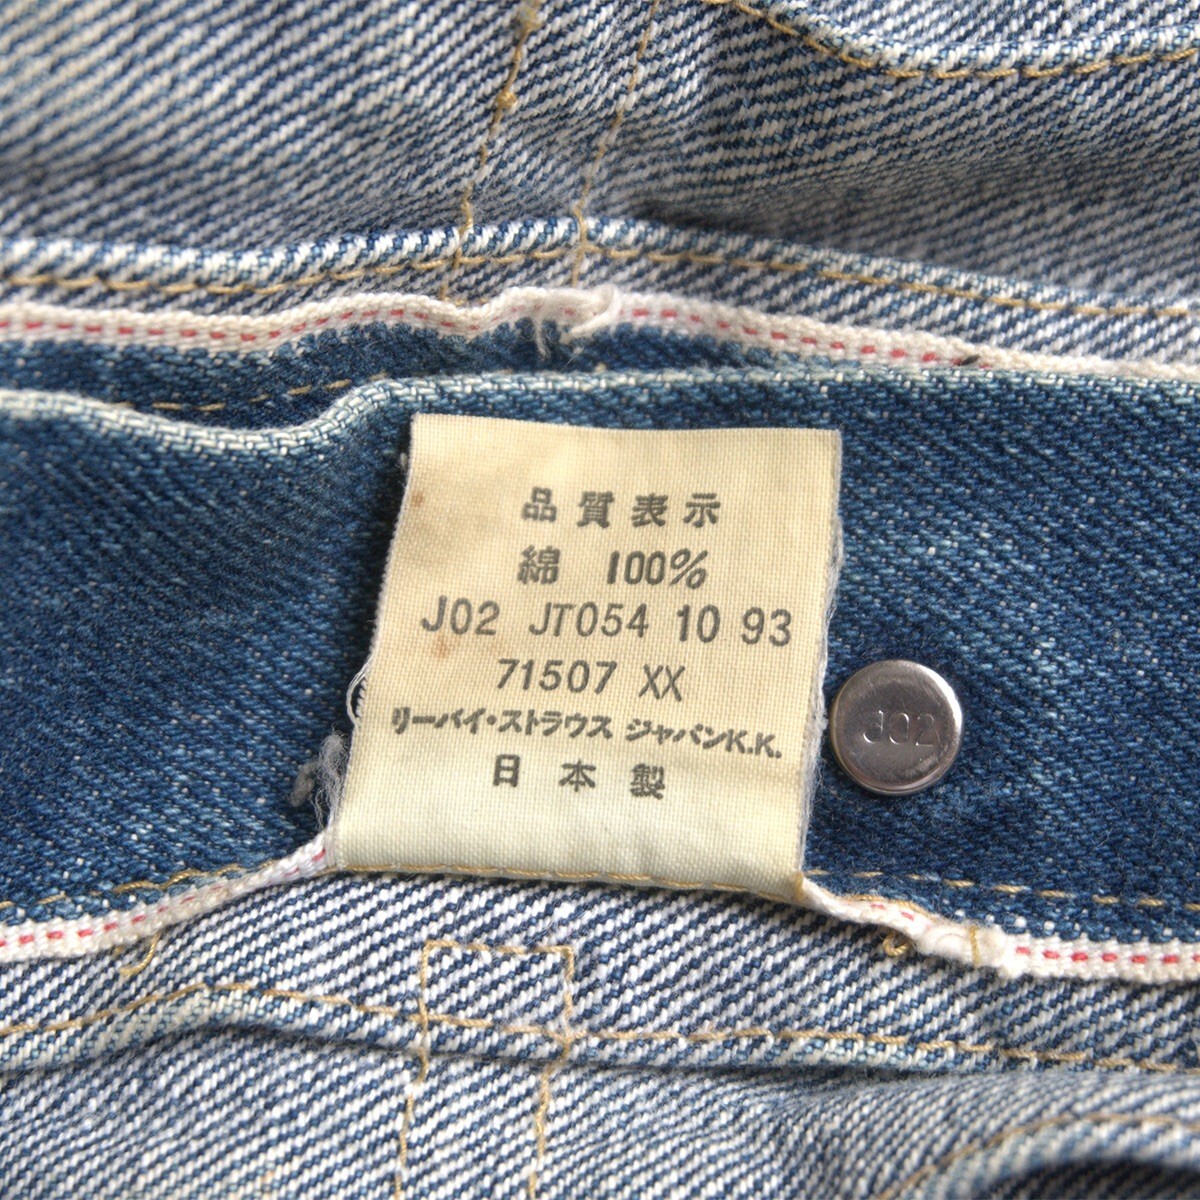 品質表示
綿 100%
J02 JT054 10 93
71507 XX
リーバイ・ストラウス ジャパンK.K.
日本製
J02